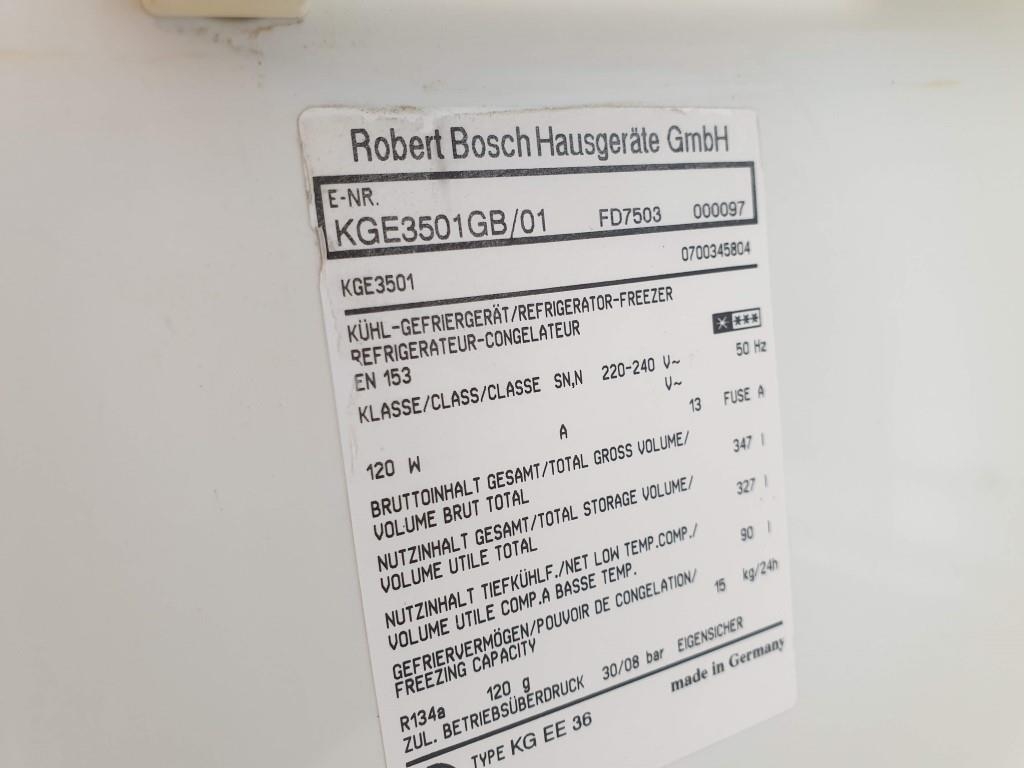 Robert Bosch Hausgeräte GmbH
E-NR.
KGE3501GB/01 FD7503 000097
KGE3501 0700345804
KÜHL-GEFRIERGERÄT/REFRIGERATOR-FREEZER
REFRIGERATEUR-CONGELATEUR
EN 153
KLASSE/CLASS/CLASSE SN,N 220-240 V~ 50 Hz
V~
13 FUSE A
120 W A
BRUTTOINHALT GESAMT/TOTAL GROSS VOLUME/ 347 l
VOLUME BRUT TOTAL
NUTZINHALT GESAMT/TOTAL STORAGE VOLUME/ 327 l
VOLUME UTILE TOTAL
NUTZINHALT TIEFKÜHLF./NET LOW TEMP.COMP./ 90 l
VOLUME UTILE COMP.A BASSE TEMP.
GEFRIERVERMÖGEN/POUVOIR DE CONGELATION/ 15 kg/24h
FREEZING CAPACITY
R134a 120 g
ZUL. BETRIEBSÜBERDRUCK 30/08 bar EIGENSICHER
TYPE KG EE 36 made in Germany